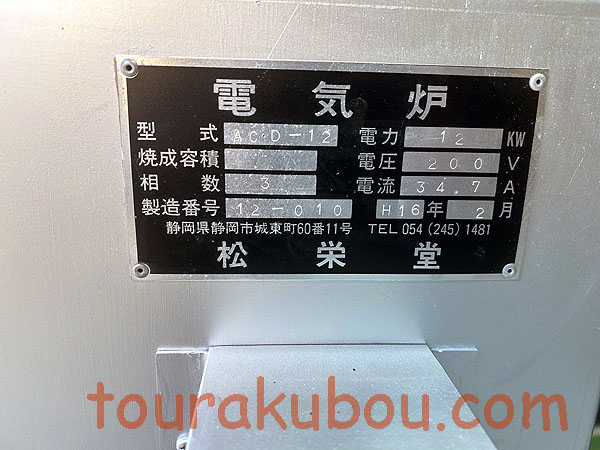 電気炉
型式 AC・D-12 電力 12 KW
焼成容積 電圧 200 V
相数 3 電流 34.7 A
製造番号 12-010 H16年 2月
静岡県静岡市城東町60番11号 TEL 054 (245) 1481
松栄堂
tourakubou.com